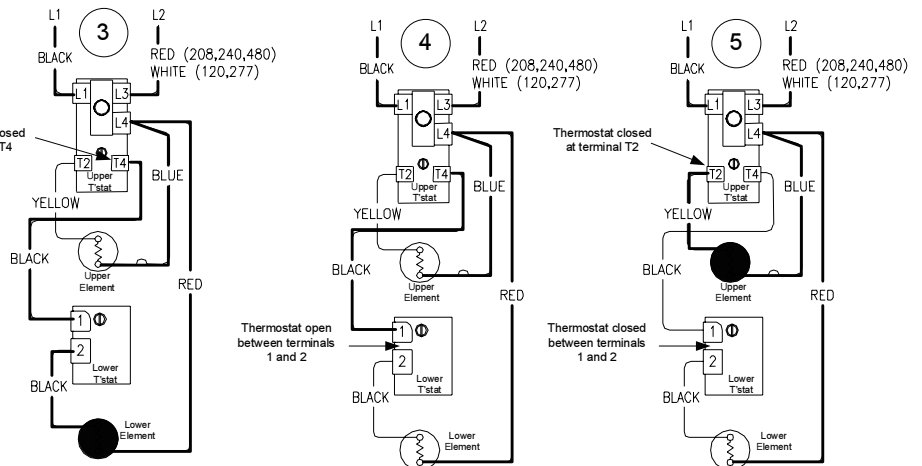 L1
3
L2
BLACK
RED (208,240,480)
WHITE (120,277)
L1
L3
L4
T4
T2
T4
Upper
T'stat
BLUE
YELLOW
Upper
Element
BLACK
RED
1
2
Lower
T'stat
BLACK
Lower
Element
L1
4
L2
BLACK
RED (208,240,480)
WHITE (120,277)
L1
L3
L4
T2
T4
Upper
T'stat
BLUE
YELLOW
Upper
Element
BLACK
RED
Thermostat open
between terminals
1 and 2
1
2
Lower
T'stat
BLACK
Lower
Element
L1
5
L2
BLACK
RED (208,240,480)
WHITE (120,277)
L1
L3
L4
Thermostat closed
at terminal T2
T2
T4
Upper
T'stat
BLUE
YELLOW
Upper
Element
BLACK
RED
Thermostat closed
between terminals
1 and 2
1
2
Lower
T'stat
BLACK
Lower
Element